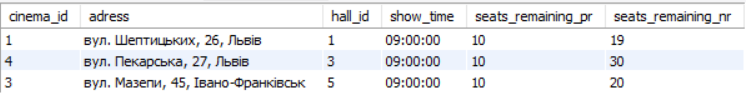 cinema_id adress hall_id show_time seats_remaining_pr seats_remaining_nr
1 вул. Шептицьких, 26, Львів 1 09:00:00 10 19
4 вул. Пекарська, 27, Львів 3 09:00:00 10 30
3 вул. Мазепи, 45, Івано-Франківськ 5 09:00:00 10 20